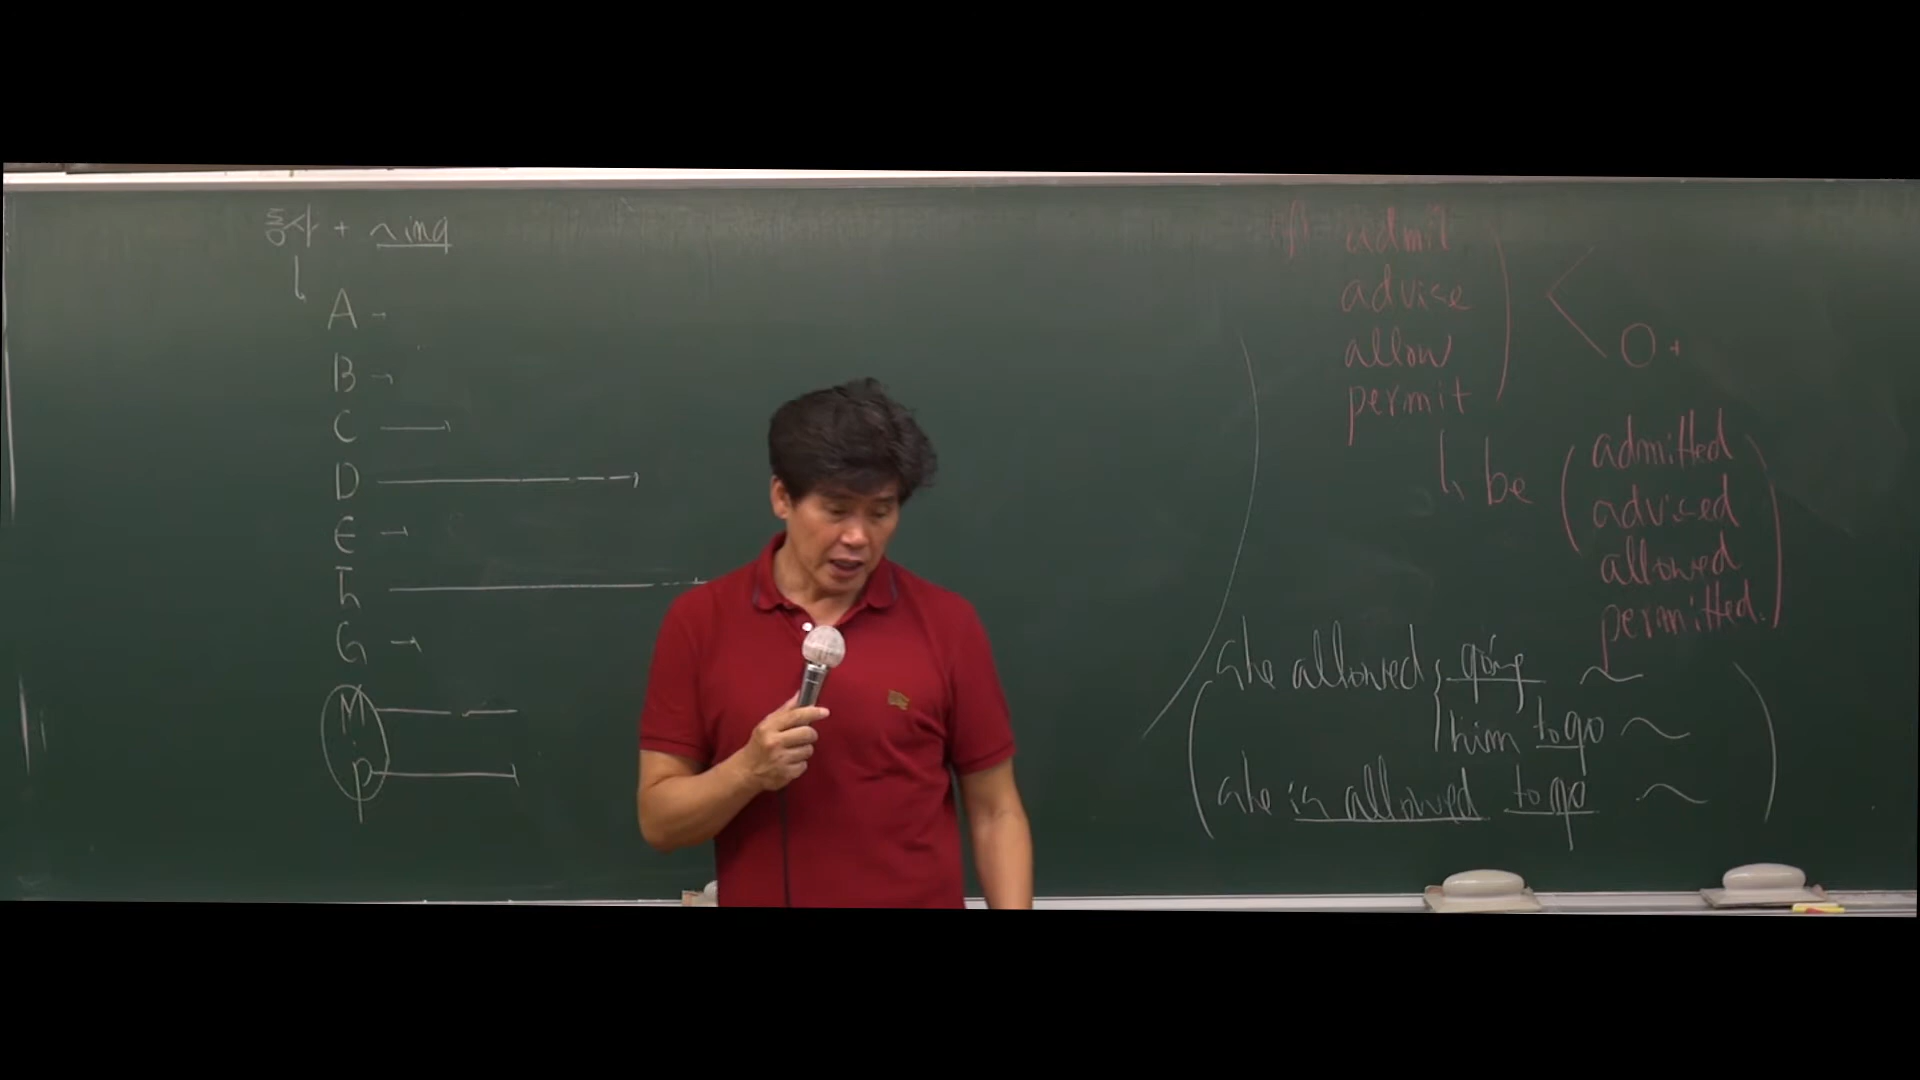 동사 + ~ing
A →
B →
C →
D →
E →
F →
G →
M
P
admit
advise
allow
permit
O +
↳ be ( admitted
advised
allowed
permitted. )
( she allowed going ~
him to go ~
she is allowed to go ~ )